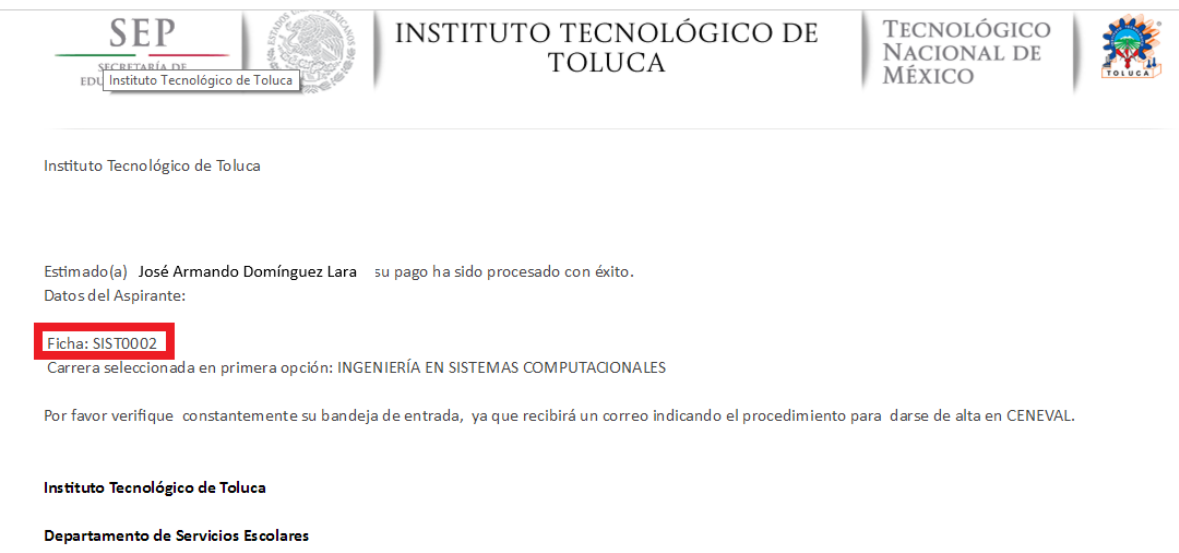 SEP
SECRETARÍA DE
EDU
Instituto Tecnológico de Toluca
INSTITUTO TECNOLÓGICO DE
TOLUCA
TECNOLÓGICO
NACIONAL DE
MÉXICO
TOLUCA
Instituto Tecnológico de Toluca
Estimado(a) José Armando Domínguez Lara su pago ha sido procesado con éxito.
Datos del Aspirante:
Ficha: SIST0002
Carrera seleccionada en primera opción: INGENIERÍA EN SISTEMAS COMPUTACIONALES
Por favor verifique constantemente su bandeja de entrada, ya que recibirá un correo indicando el procedimiento para darse de alta en CENEVAL.
Instituto Tecnológico de Toluca
Departamento de Servicios Escolares